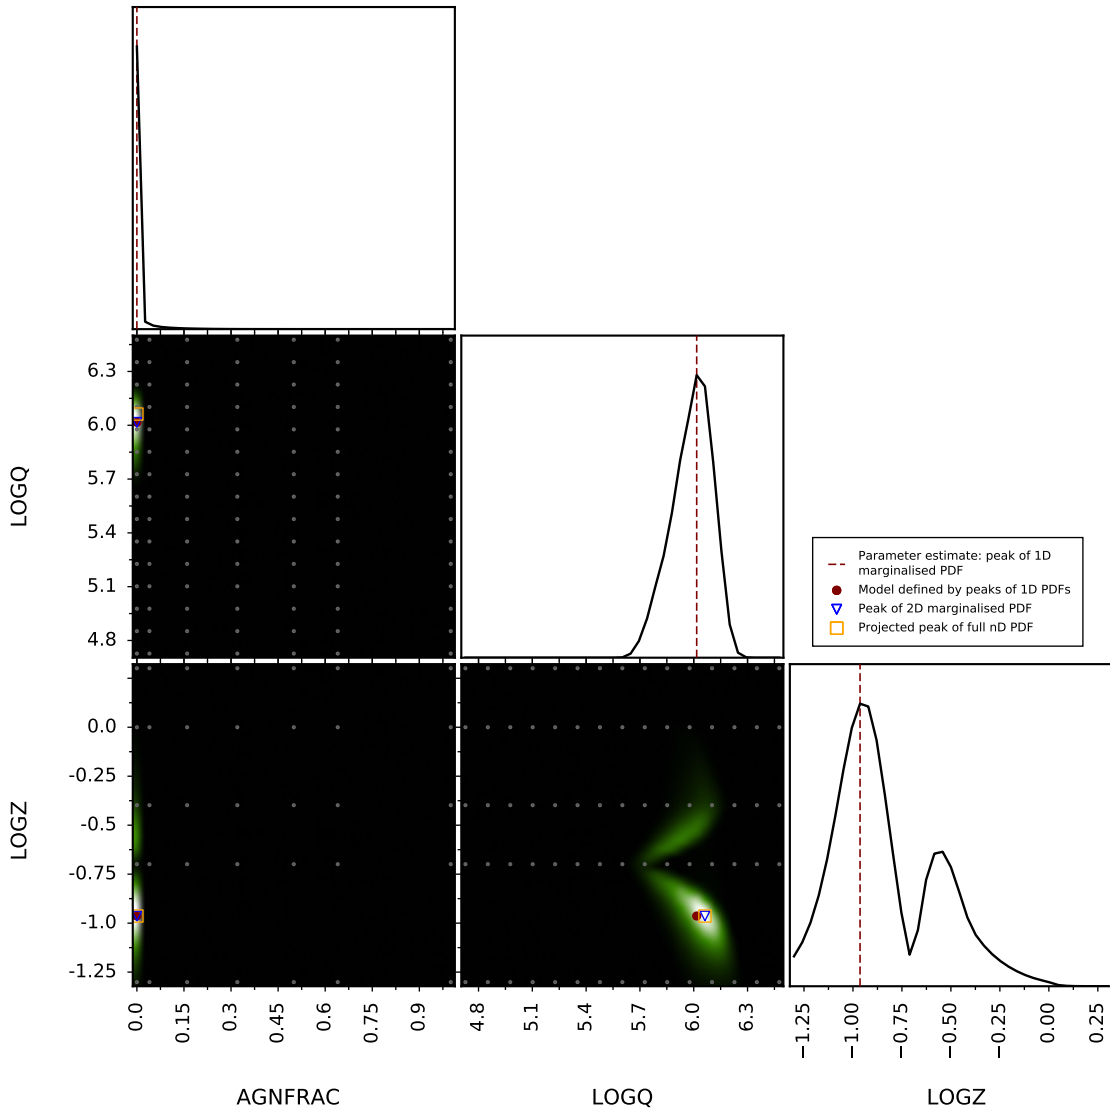 6.3
6.0
5.7
5.4
5.1
4.8
LOGQ
Parameter estimate: peak of 1D
marginalised PDF
Model defined by peaks of 1D PDFs
Peak of 2D marginalised PDF
Projected peak of full nD PDF
0.0
-0.25
-0.5
-0.75
-1.0
-1.25
LOGZ
0.0 0.15 0.3 0.45 0.6 0.75 0.9
4.8 5.1 5.4 5.7 6.0 6.3
−1.25 −1.00 −0.75 −0.50 −0.25 0.00 0.25
AGNFRAC
LOGQ
LOGZ